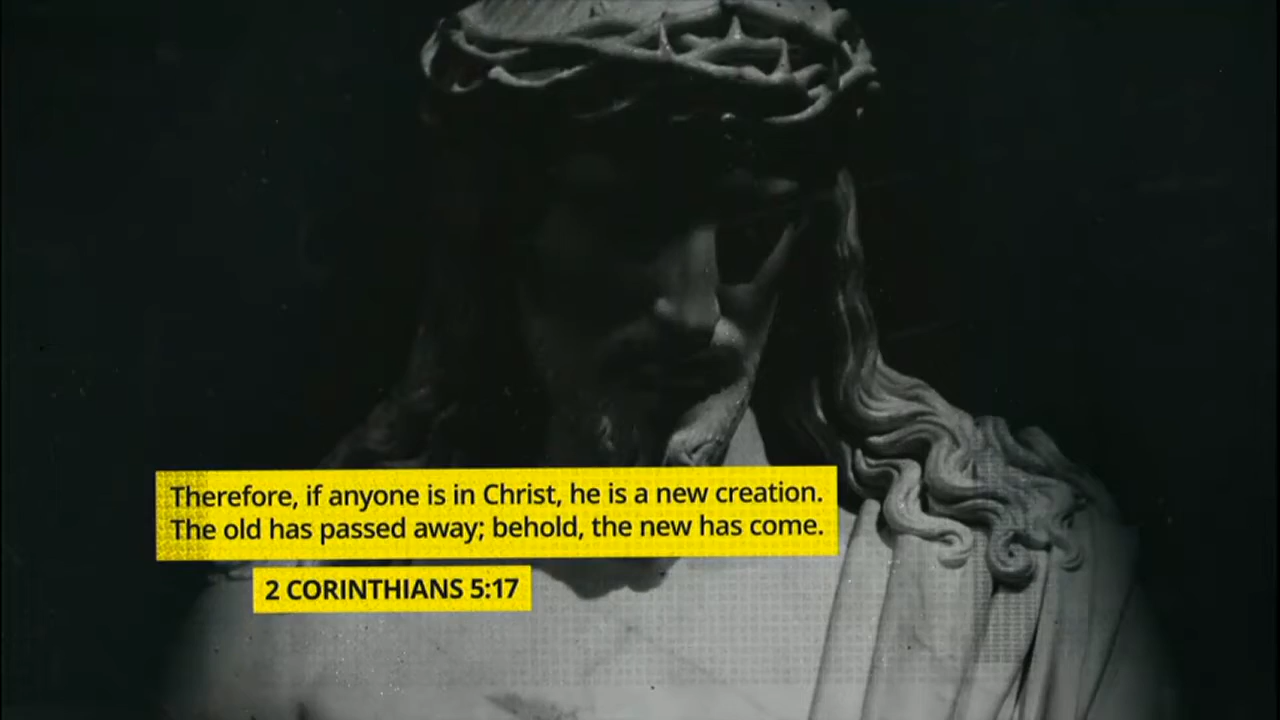 Therefore, if anyone is in Christ, he is a new creation.
The old has passed away; behold, the new has come.
2 CORINTHIANS 5:17